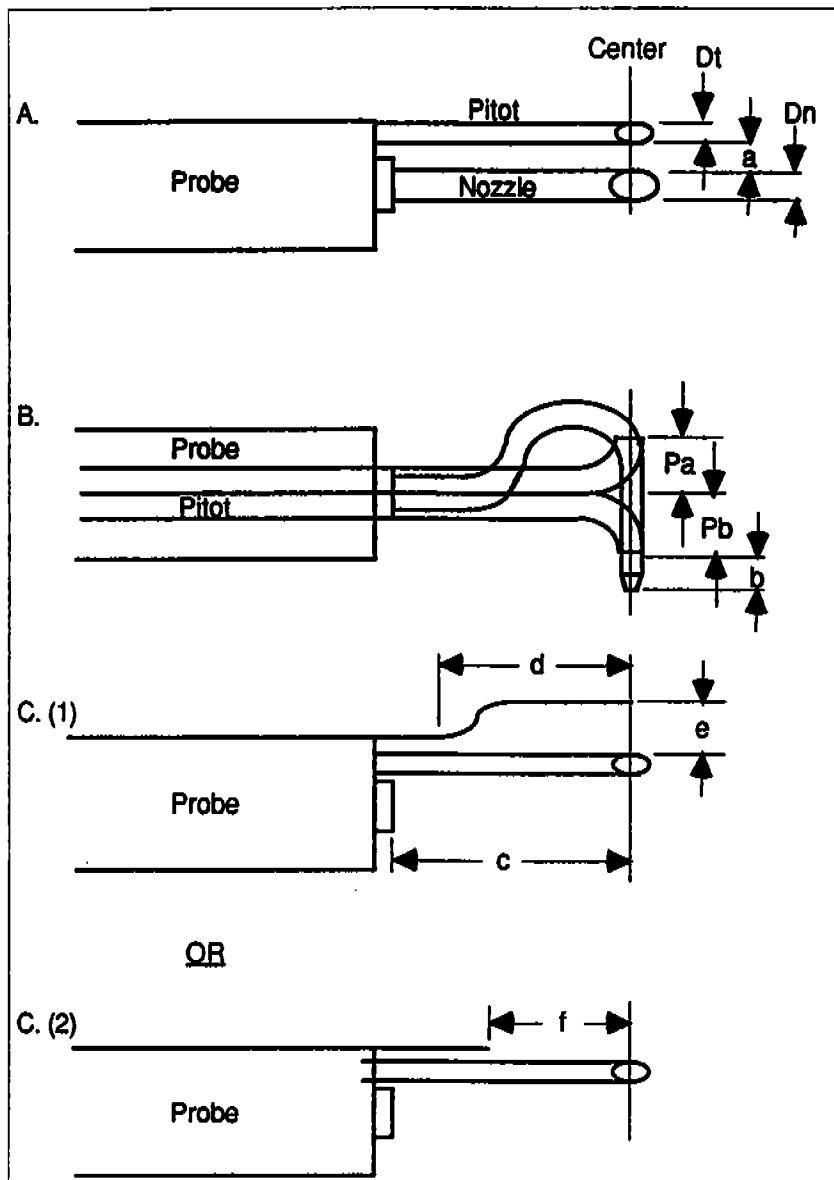 Center
Dt
A.
Pitot
Dn
a
Probe
Nozzle
B.
Probe
Pa
Pitot
Pb
b
d
C. (1)
e
Probe
c
OR
C. (2)
f
Probe